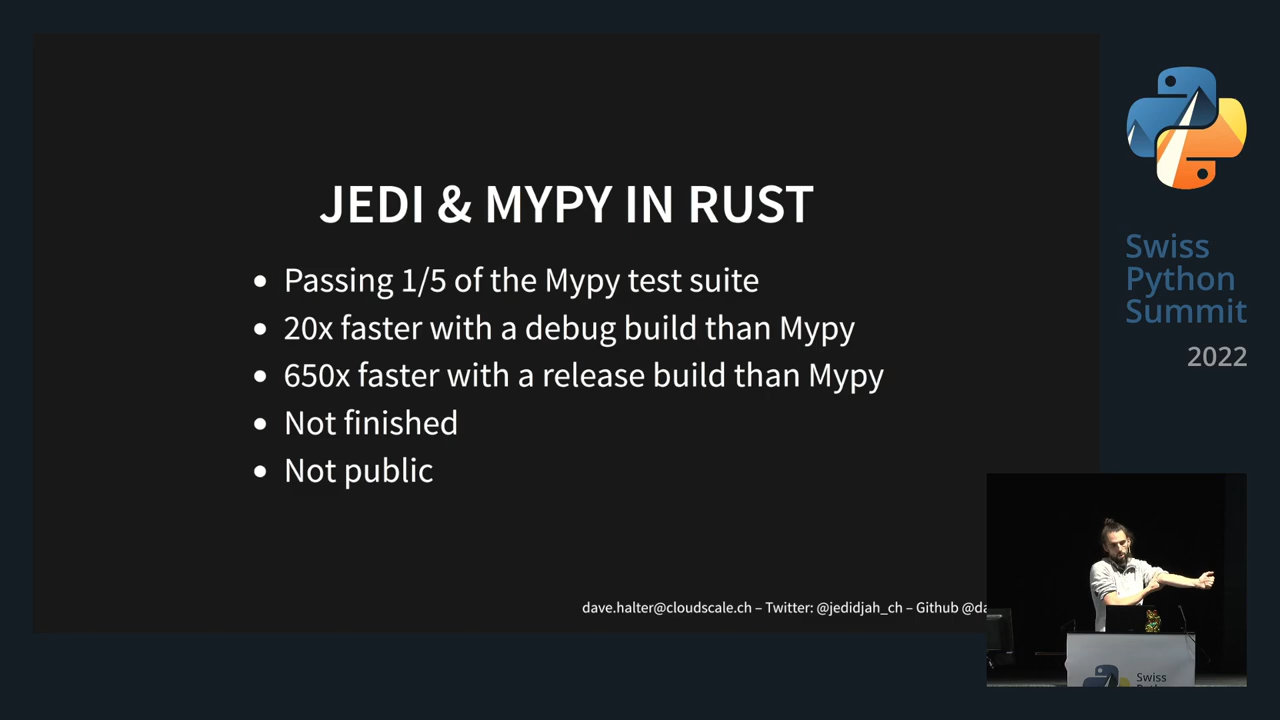 JEDI & MYPY IN RUST
• Passing 1/5 of the Mypy test suite
• 20x faster with a debug build than Mypy
• 650x faster with a release build than Mypy
• Not finished
• Not public
dave.halter@cloudscale.ch – Twitter: @jedidjah_ch – Github @da
Swiss
Python
Summit
2022
Swiss